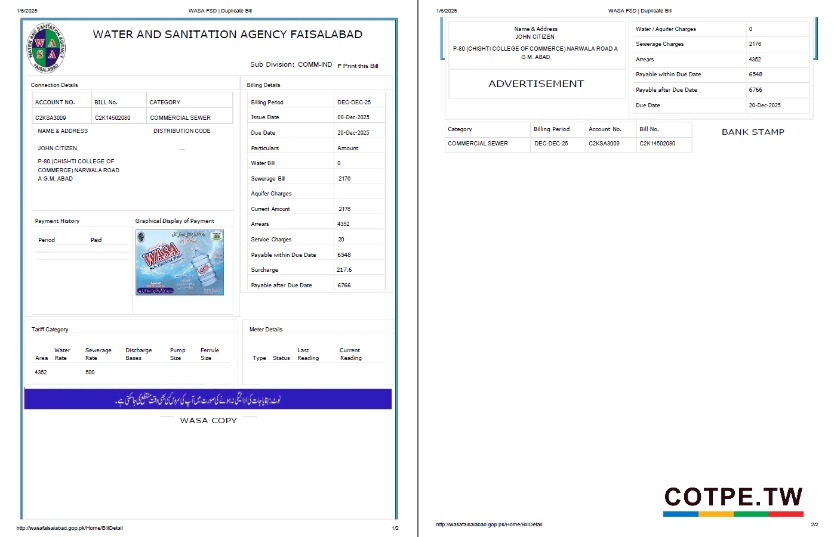 1/6/2025 WASA FSD | Duplicate Bill
WATER AND SANITATION AGENCY FAISALABAD
Sub Division: COMM-IND F Print this Bill
Connection Details
ACCOUNT NO. BILL No. CATEGORY
C2KSA3009 C2K14502080 COMMERCIAL SEWER
NAME & ADDRESS DISTRIBUTION CODE
JOHN CITIZEN, --
P-80 (CHISHTI COLLEGE OF
COMMERCE) NARWALA ROAD
A G.M. ABAD
Payment History
Period Paid
Graphical Display of Payment
WASA
Billing Details
Billing Period DEC-DEC-25
Issue Date 00-Dec-2025
Due Date 20-Dec-2025
Particulars Amount
Water Bill 0
Sewerage Bill 2176
Aquifer Charges
Current Amount 2176
Arrears 4352
Service Charges 20
Payable within Due Date 6548
Surcharge 217.6
Payable after Due Date 6766
Tariff Category
Area Water Rate Sewerage Rate Discharge Bases Pump Size Ferrule Size
4352 500
Meter Details
Type Status Last Reading Current Reading
WASA COPY
http://wasafaisalabad.gop.pk/Home/BillDetail 1/2
1/6/2025 WASA FSD | Duplicate Bill
Name & Address
JOHN CITIZEN
P-80 (CHISHTI COLLEGE OF COMMERCE) NARWALA ROAD A
G.M. ABAD
ADVERTISEMENT
Water / Aquifer Charges 0
Sewerage Charges 2176
Arrears 4352
Payable within Due Date 6548
Payable after Due Date 6766
Due Date 20-Dec-2025
Category Billing Period Account No. Bill No.
COMMERCIAL SEWER DEC-DEC-25 C2KSA3009 C2K14502080
BANK STAMP
COTPE.TW
http://wasafaisalabad.gop.pk/Home/BillDetail 2/2